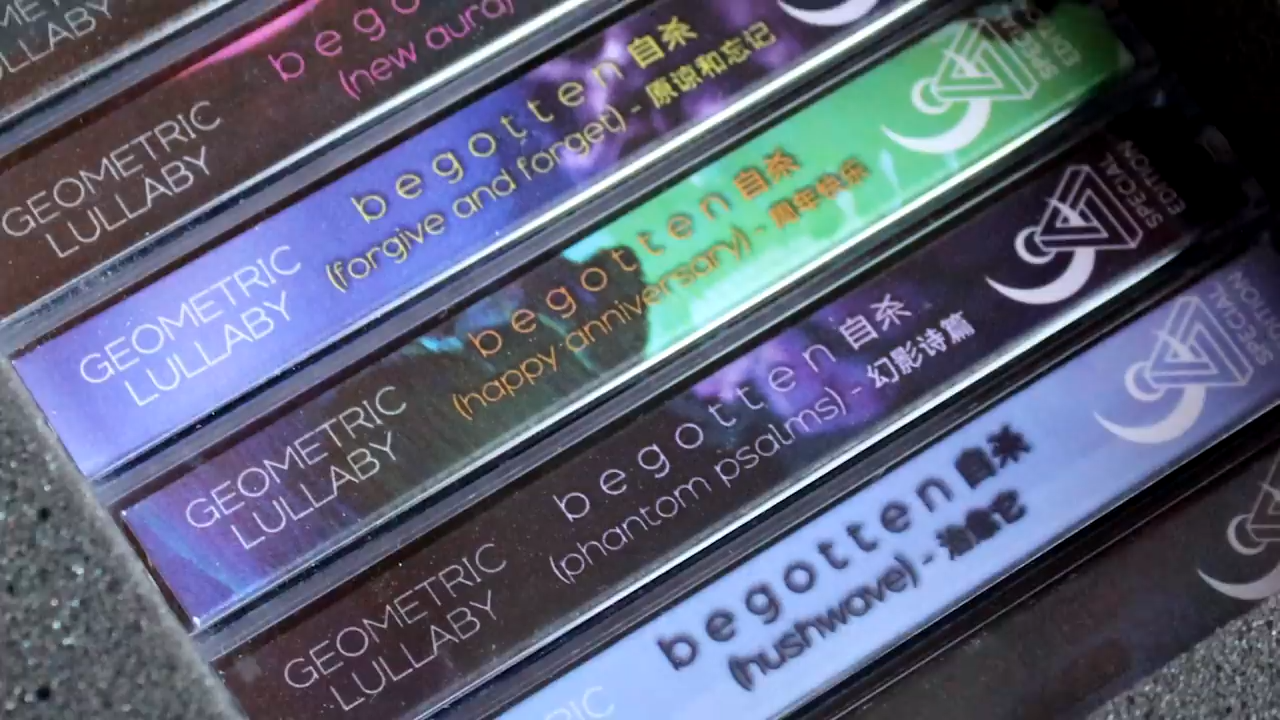 LULLABY
GEOMETRIC
LULLABY
(new aura)
GEOMETRIC
LULLABY
begotten 自杀
(forgive and forget) - 原谅和忘记
GEOMETRIC
LULLABY
begotten 自杀
(happy anniversary) - 周年快乐
SPECIAL
EDITION
GEOMETRIC
LULLABY
begotten 自杀
(phantom psalms) - 幻影诗篇
SPECIAL
EDITION
begotten 自杀
(hushwave) -
SPECIAL
EDITION